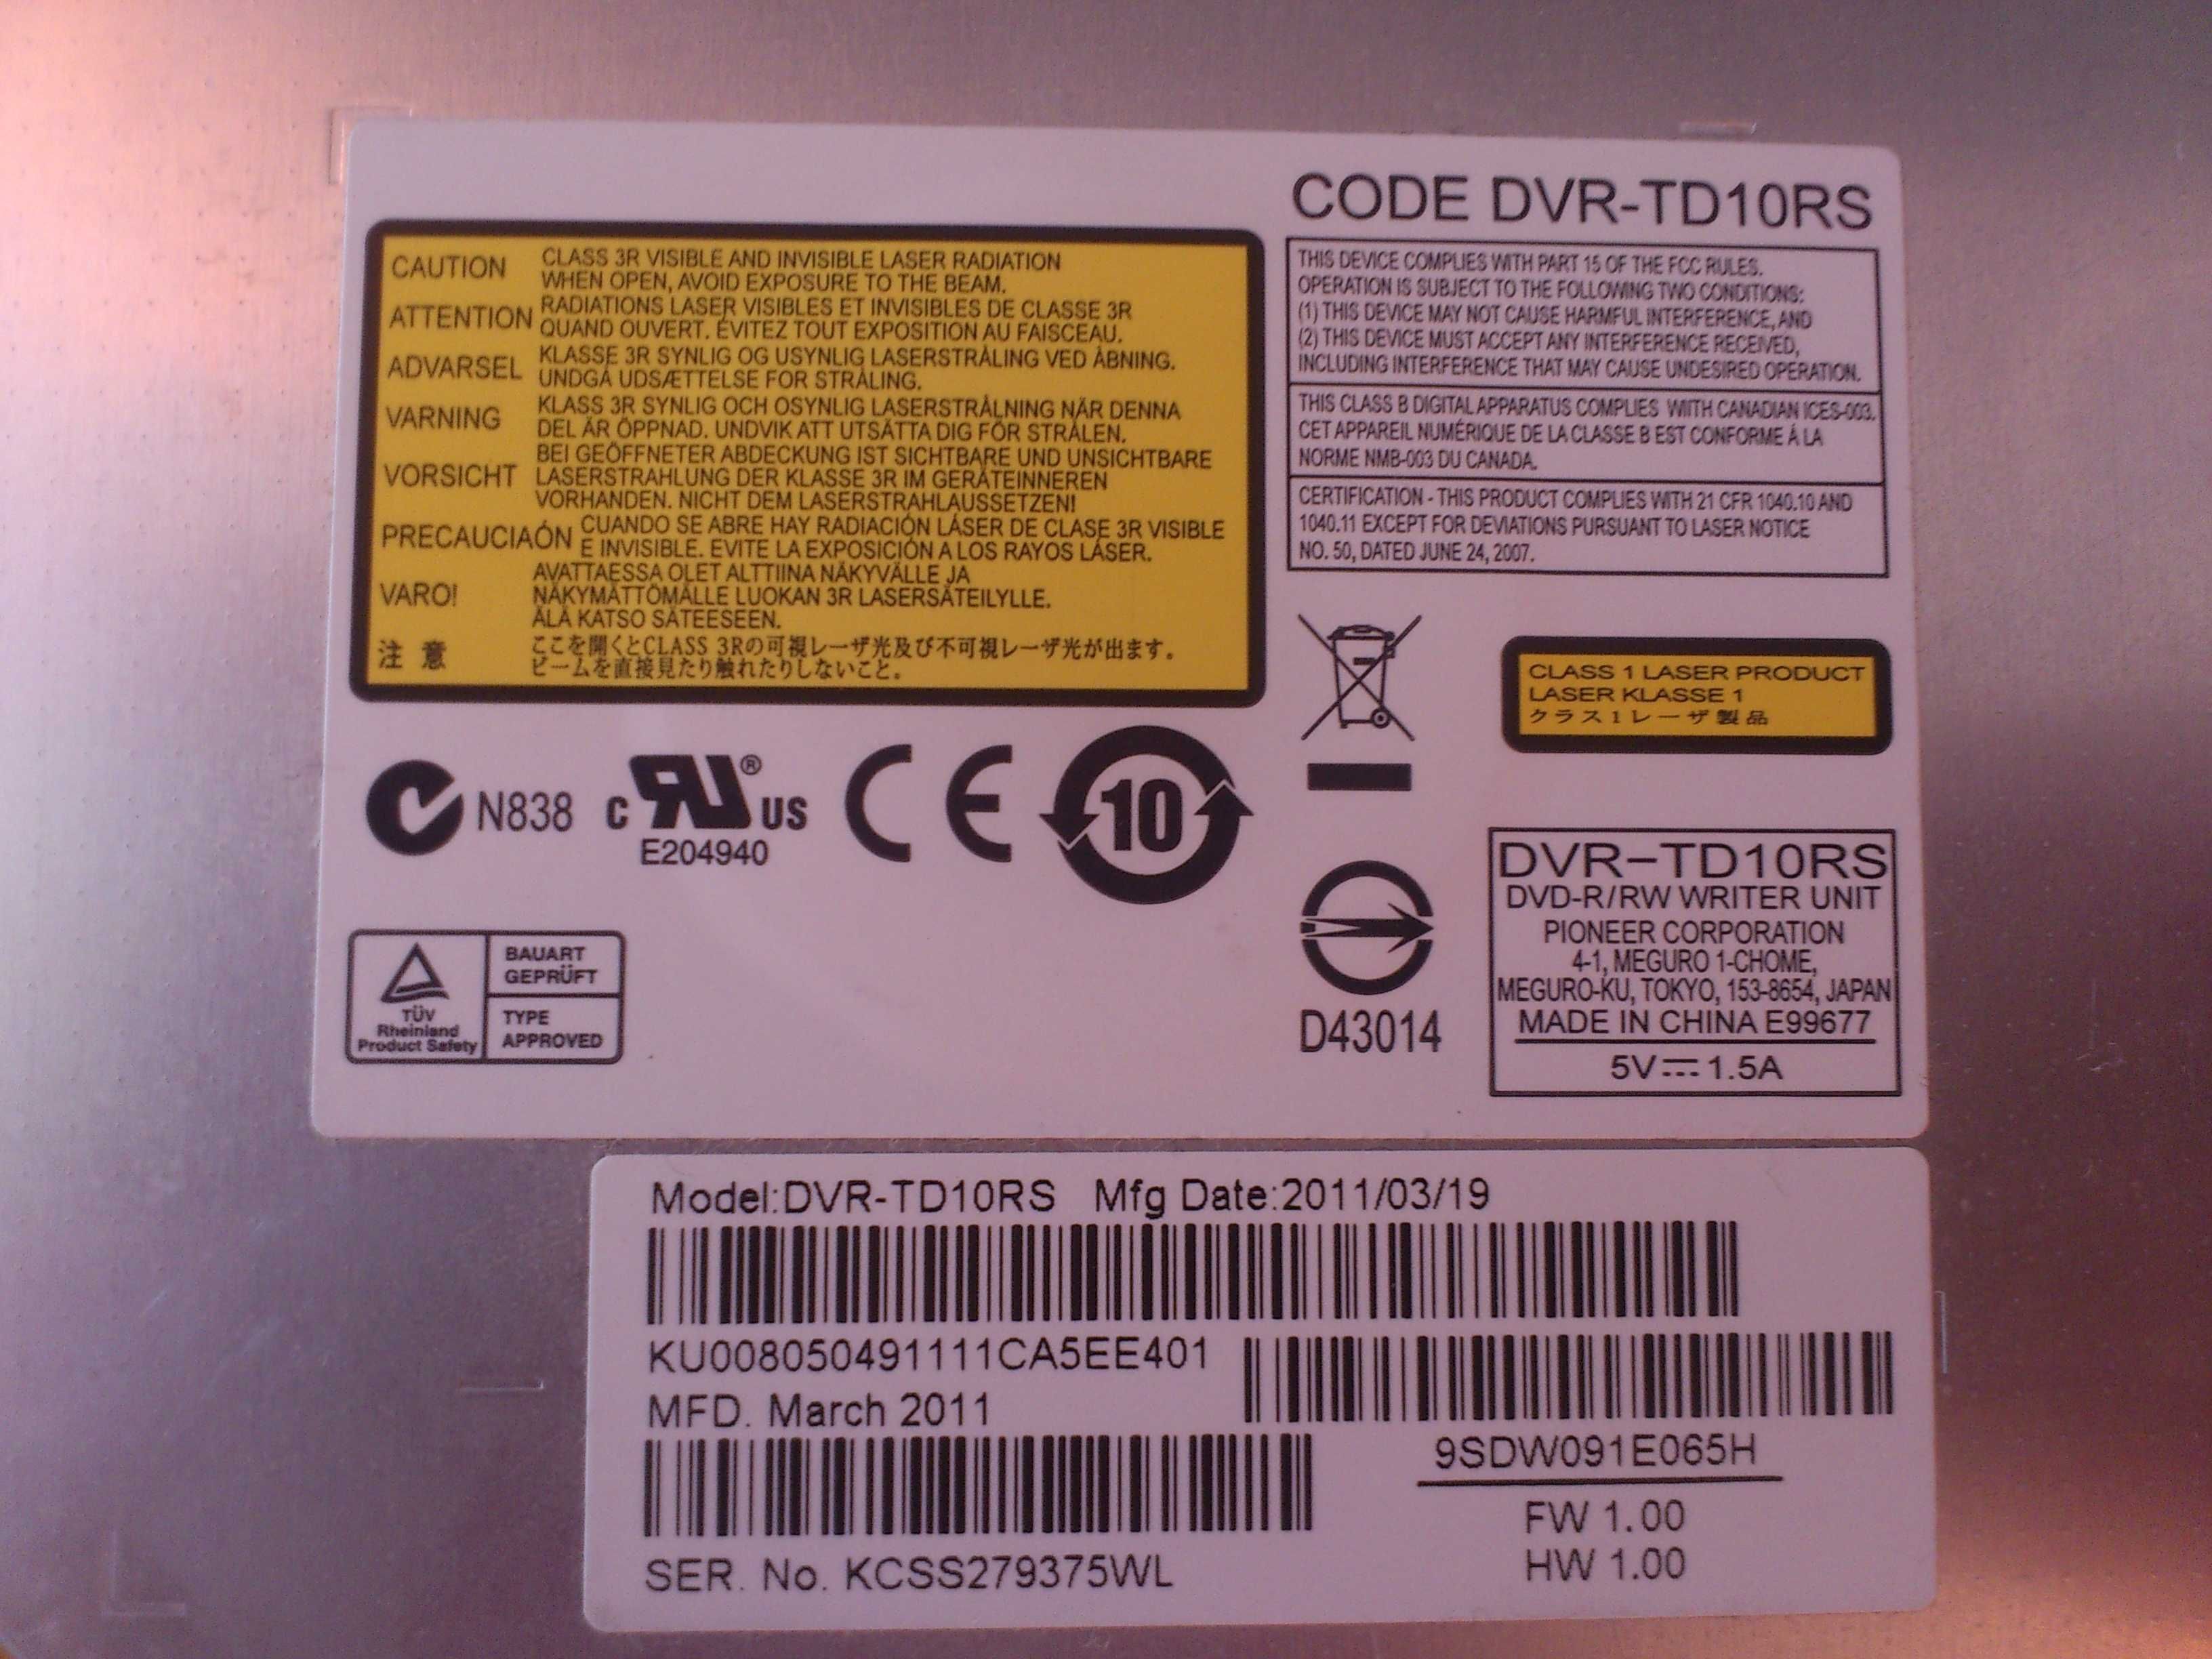 CODE DVR-TD10RS
CAUTION CLASS 3R VISIBLE AND INVISIBLE LASER RADIATION
WHEN OPEN, AVOID EXPOSURE TO THE BEAM.
ATTENTION RADIATIONS LASER VISIBLES ET INVISIBLES DE CLASSE 3R
QUAND OUVERT. ÉVITEZ TOUT EXPOSITION AU FAISCEAU.
ADVARSEL KLASSE 3R SYNLIG OG USYNLIG LASERSTRÅLING VED ÅBNING.
UNDGÅ UDSÆTTELSE FOR STRÅLING.
VARNING KLASS 3R SYNLIG OCH OSYNLIG LASERSTRÅLNING NÄR DENNA
DEL ÄR ÖPPNAD. UNDVIK ATT UTSÄTTA DIG FÖR STRÅLEN.
VORSICHT BEI GEÖFFNETER ABDECKUNG IST SICHTBARE UND UNSICHTBARE
LASERSTRAHLUNG DER KLASSE 3R IM GERÄTEINNEREN
VORHANDEN. NICHT DEM LASERSTRAHLAUSSETZEN!
PRECAUCIAÓN CUANDO SE ABRE HAY RADIACIÓN LÁSER DE CLASE 3R VISIBLE
E INVISIBLE. EVITE LA EXPOSICIÓN A LOS RAYOS LÁSER.
VARO! AVATTAESSA OLET ALTTIINA NÄKYVÄLLE JA
NÄKYMÄTTÖMÄLLE LUOKAN 3R LASERSÄTEILYLLE.
ÄLÄ KATSO SÄTEESEEN.
注意 ここを開くとCLASS 3Rの可視レーザ光及び不可視レーザ光が出ます。
ビームを直接見たり触れたりしないこと。
THIS DEVICE COMPLIES WITH PART 15 OF THE FCC RULES.
OPERATION IS SUBJECT TO THE FOLLOWING TWO CONDITIONS:
(1) THIS DEVICE MAY NOT CAUSE HARMFUL INTERFERENCE, AND
(2) THIS DEVICE MUST ACCEPT ANY INTERFERENCE RECEIVED,
INCLUDING INTERFERENCE THAT MAY CAUSE UNDESIRED OPERATION.
THIS CLASS B DIGITAL APPARATUS COMPLIES WIITH CANADIAN ICES-003.
CET APPAREIL NUMÉRIQUE DE LA CLASSE B EST CONFORME À LA
NORME NMB-003 DU CANADA.
CERTIFICATION - THIS PRODUCT COMPLIES WITH 21 CFR 1040.10 AND
1040.11 EXCEPT FOR DEVIATIONS PURSUANT TO LASER NOTICE
NO. 50, DATED JUNE 24, 2007.
CLASS 1 LASER PRODUCT
LASER KLASSE 1
クラス1レーザ製品
N838
C RU® US
E204940
CE
10
TÜV
Rheinland
Product Safety
BAUART
GEPRÜFT
TYPE
APPROVED
D43014
DVR-TD10RS
DVD-R/RW WRITER UNIT
PIONEER CORPORATION
4-1, MEGURO 1-CHOME,
MEGURO-KU, TOKYO, 153-8654, JAPAN
MADE IN CHINA E99677
5V⎓1.5A
Model:DVR-TD10RS Mfg Date:2011/03/19
KU008050491111CA5EE401
MFD. March 2011
9SDW091E065H
FW 1.00
HW 1.00
SER. No. KCSS279375WL